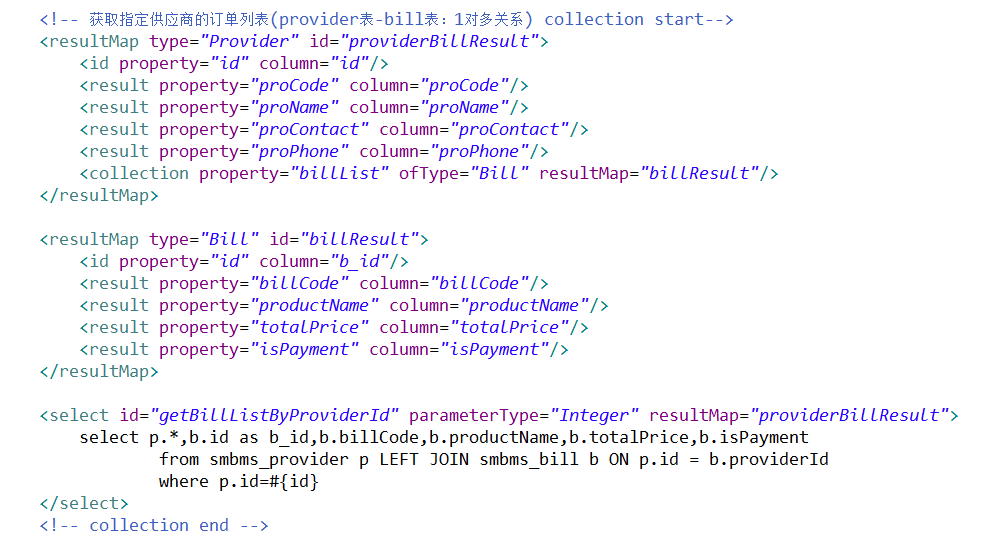 <!-- 获取指定供应商的订单列表(provider表-bill表：1对多关系) collection start-->
<resultMap type="Provider" id="providerBillResult">
    <id property="id" column="id"/>
    <result property="proCode" column="proCode"/>
    <result property="proName" column="proName"/>
    <result property="proContact" column="proContact"/>
    <result property="proPhone" column="proPhone"/>
    <collection property="billList" ofType="Bill" resultMap="billResult"/>
</resultMap>
<resultMap type="Bill" id="billResult">
    <id property="id" column="b_id"/>
    <result property="billCode" column="billCode"/>
    <result property="productName" column="productName"/>
    <result property="totalPrice" column="totalPrice"/>
    <result property="isPayment" column="isPayment"/>
</resultMap>
<select id="getBillListByProviderId" parameterType="Integer" resultMap="providerBillResult">
    select p.*,b.id as b_id,b.billCode,b.productName,b.totalPrice,b.isPayment
            from smbms_provider p LEFT JOIN smbms_bill b ON p.id = b.providerId
            where p.id=#{id}
</select>
<!-- collection end -->